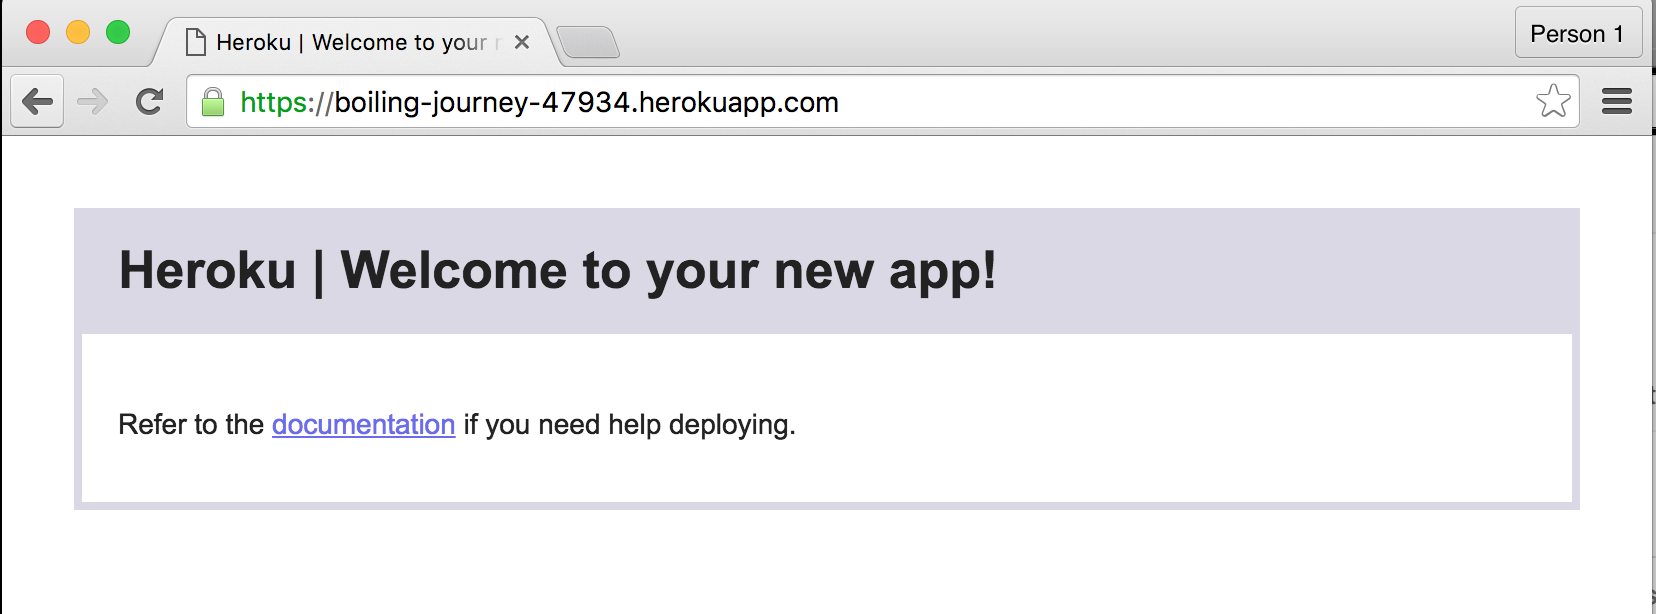 Heroku | Welcome to your
Person 1
https://boiling-journey-47934.herokuapp.com
Heroku | Welcome to your new app!
Refer to the documentation if you need help deploying.